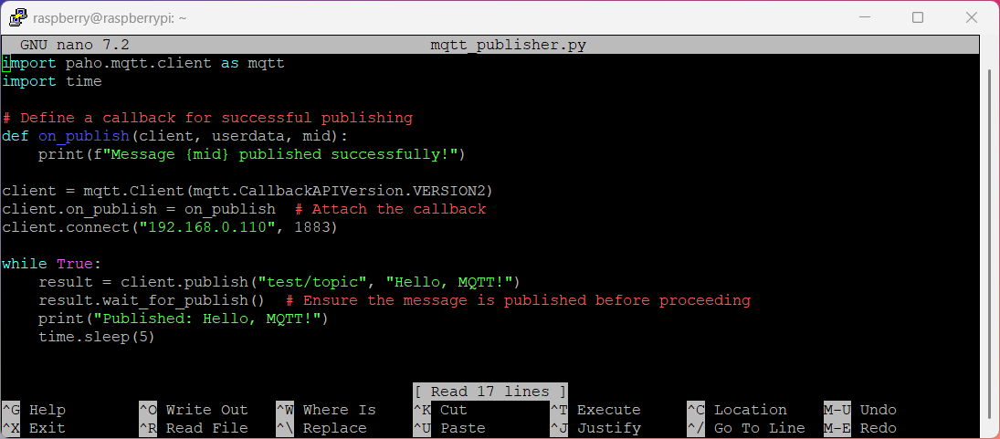 raspberry@raspberrypi: ~
GNU nano 7.2 mqtt_publisher.py
import paho.mqtt.client as mqtt
import time

# Define a callback for successful publishing
def on_publish(client, userdata, mid):
    print(f"Message {mid} published successfully!")

client = mqtt.Client(mqtt.CallbackAPIVersion.VERSION2)
client.on_publish = on_publish  # Attach the callback
client.connect("192.168.0.110", 1883)

while True:
    result = client.publish("test/topic", "Hello, MQTT!")
    result.wait_for_publish()  # Ensure the message is published before proceeding
    print("Published: Hello, MQTT!")
    time.sleep(5)

[ Read 17 lines ]
^G Help ^O Write Out ^W Where Is ^K Cut ^T Execute ^C Location M-U Undo
^X Exit ^R Read File ^\ Replace ^U Paste ^J Justify ^/ Go To Line M-E Redo